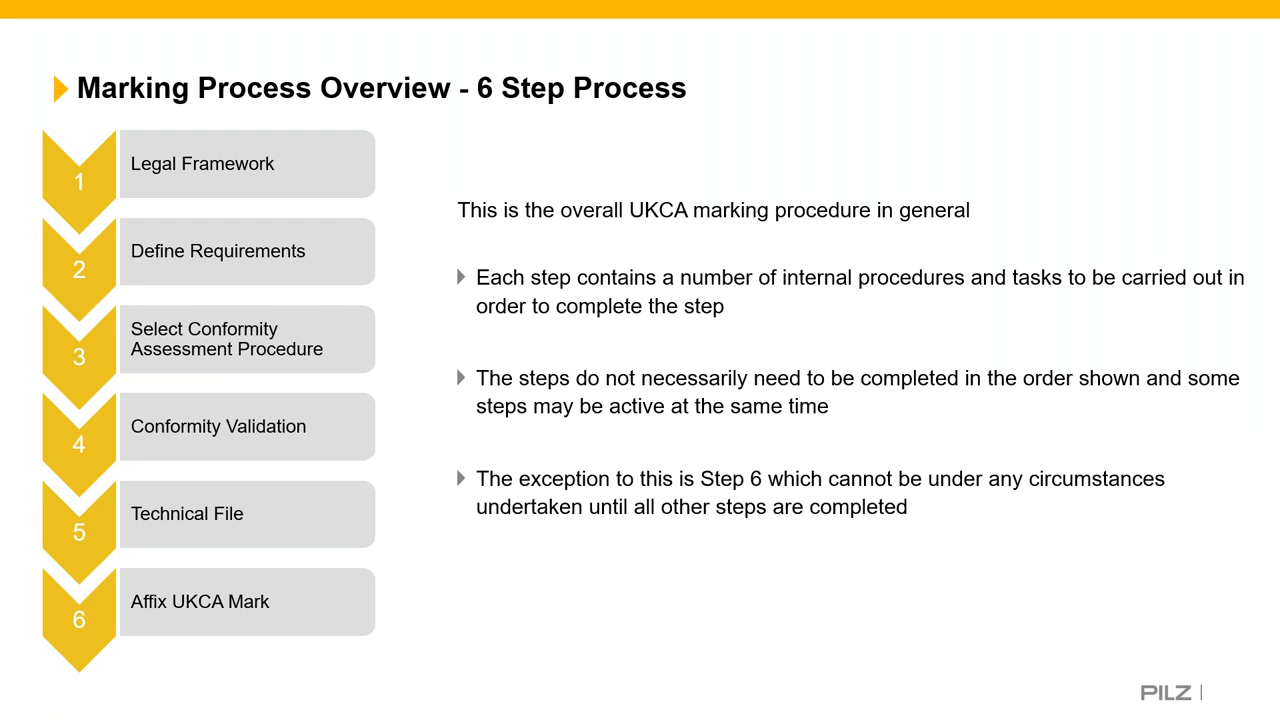 Marking Process Overview - 6 Step Process
1
Legal Framework
2
Define Requirements
3
Select Conformity
Assessment Procedure
4
Conformity Validation
5
Technical File
6
Affix UKCA Mark
This is the overall UKCA marking procedure in general
Each step contains a number of internal procedures and tasks to be carried out in
order to complete the step
The steps do not necessarily need to be completed in the order shown and some
steps may be active at the same time
The exception to this is Step 6 which cannot be under any circumstances
undertaken until all other steps are completed
PILZ